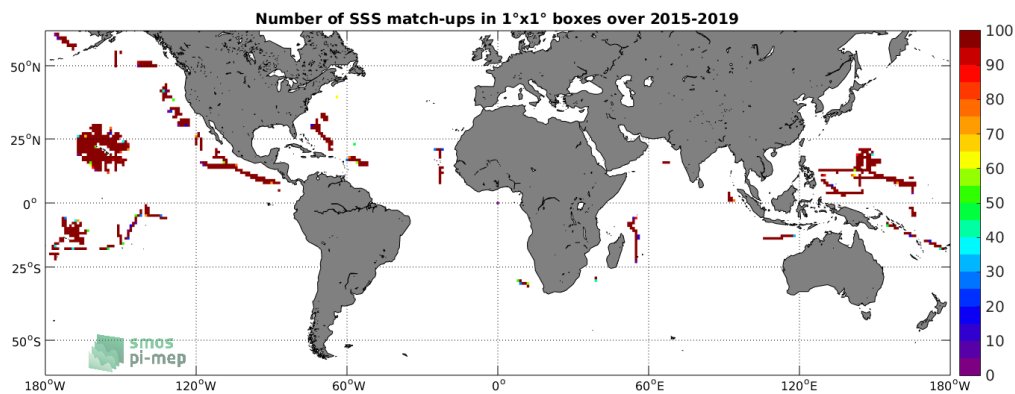 Number of SSS match-ups in 1°x1° boxes over 2015-2019
50°N
25°N
0°
25°S
50°S
180°W
120°W
60°W
0°
60°E
120°E
180°W
100
90
80
70
60
50
40
30
20
10
0
smos
pi-mep